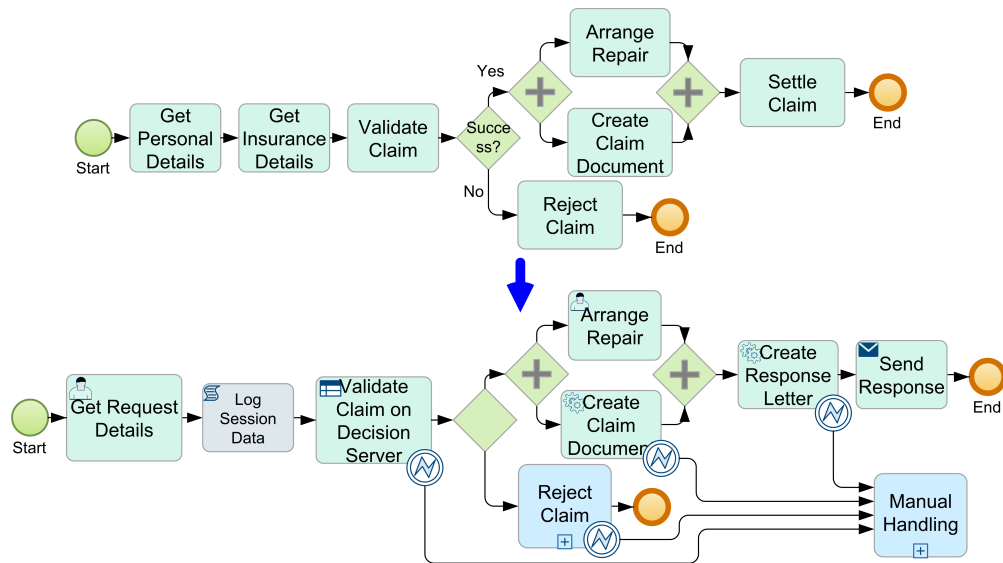 Start
Get
Personal
Details
Get
Insurance
Details
Validate
Claim
Succe
ss?
Yes
No
Arrange
Repair
Create
Claim
Document
Settle
Claim
End
Reject
Claim
End
Start
Get Request
Details
Log
Session
Data
Validate
Claim on
Decision
Server
Arrange
Repair
Create
Claim
Document
Create
Response
Letter
Send
Response
End
Reject
Claim
Manual
Handling